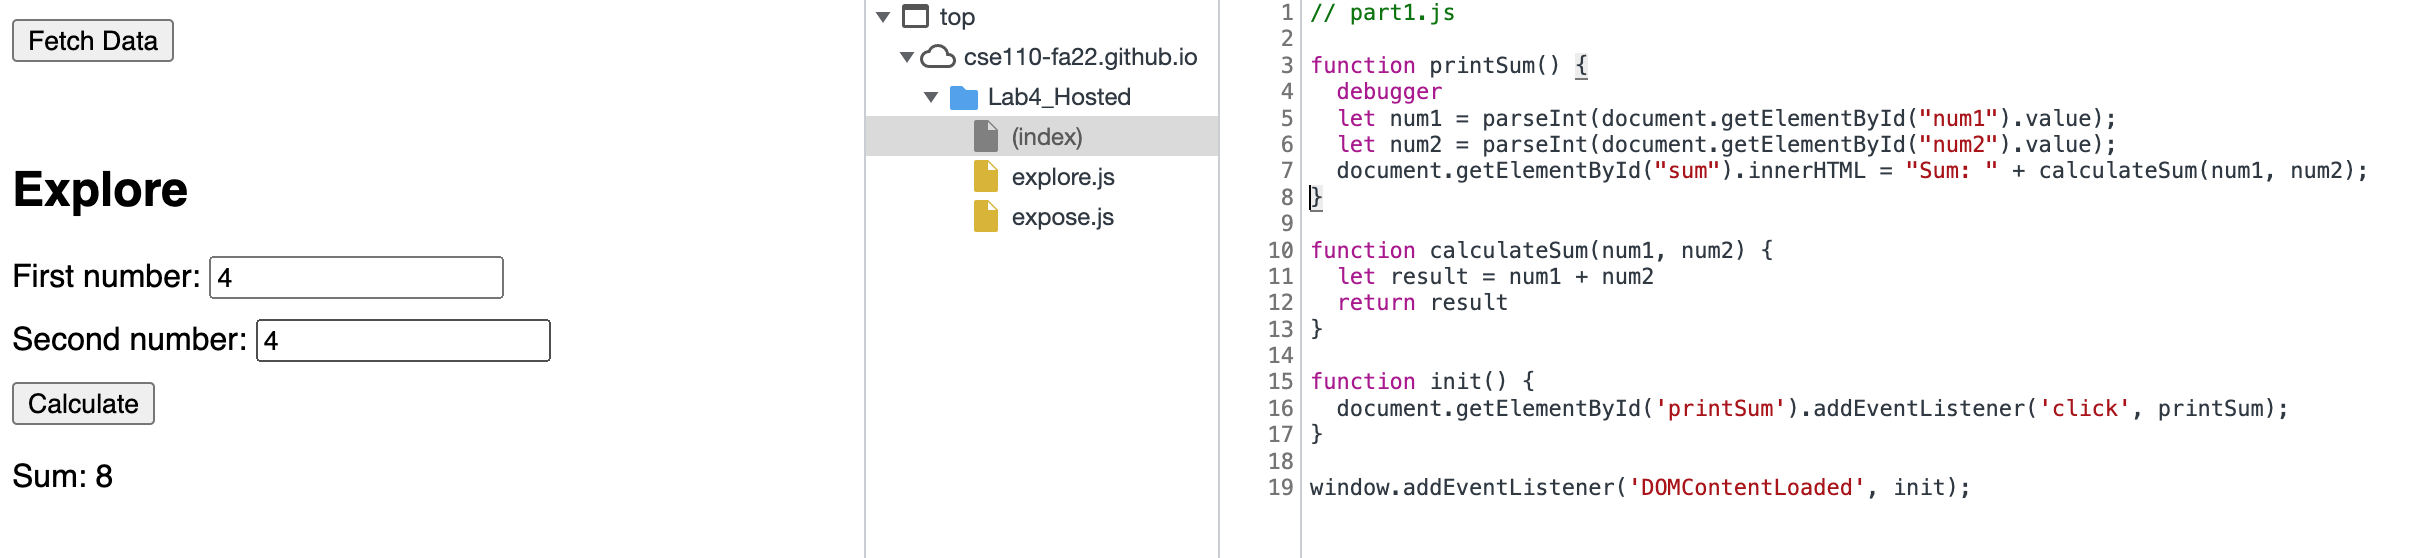 Fetch Data
Explore
First number: 4
Second number: 4
Calculate
Sum: 8
top
cse110-fa22.github.io
Lab4_Hosted
(index)
explore.js
expose.js
1 // part1.js
2
3 function printSum() {
4   debugger
5   let num1 = parseInt(document.getElementById("num1").value);
6   let num2 = parseInt(document.getElementById("num2").value);
7   document.getElementById("sum").innerHTML = "Sum: " + calculateSum(num1, num2);
8 }
9
10 function calculateSum(num1, num2) {
11   let result = num1 + num2
12   return result
13 }
14
15 function init() {
16   document.getElementById('printSum').addEventListener('click', printSum);
17 }
18
19 window.addEventListener('DOMContentLoaded', init);